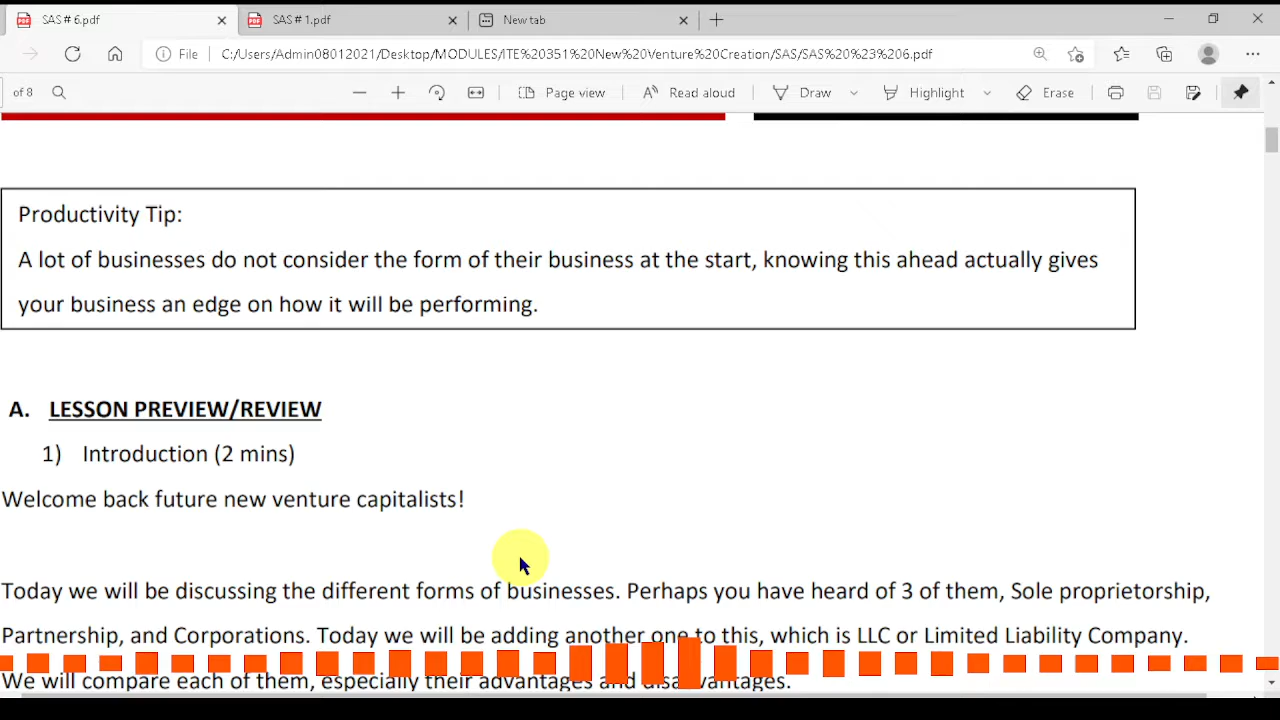 SAS # 6.pdf
SAS # 1.pdf
New tab
File
C:/Users/Admin08012021/Desktop/MODULES/ITE%20351%20New%20Venture%20Creation/SAS/SAS%20%23%206.pdf
of 8
Page view
Read aloud
Draw
Highlight
Erase
Productivity Tip:
A lot of businesses do not consider the form of their business at the start, knowing this ahead actually gives
your business an edge on how it will be performing.
A. LESSON PREVIEW/REVIEW
1) Introduction (2 mins)
Welcome back future new venture capitalists!
Today we will be discussing the different forms of businesses. Perhaps you have heard of 3 of them, Sole proprietorship,
Partnership, and Corporations. Today we will be adding another one to this, which is LLC or Limited Liability Company.
We will compare each of them, especially their advantages and disadvantages.